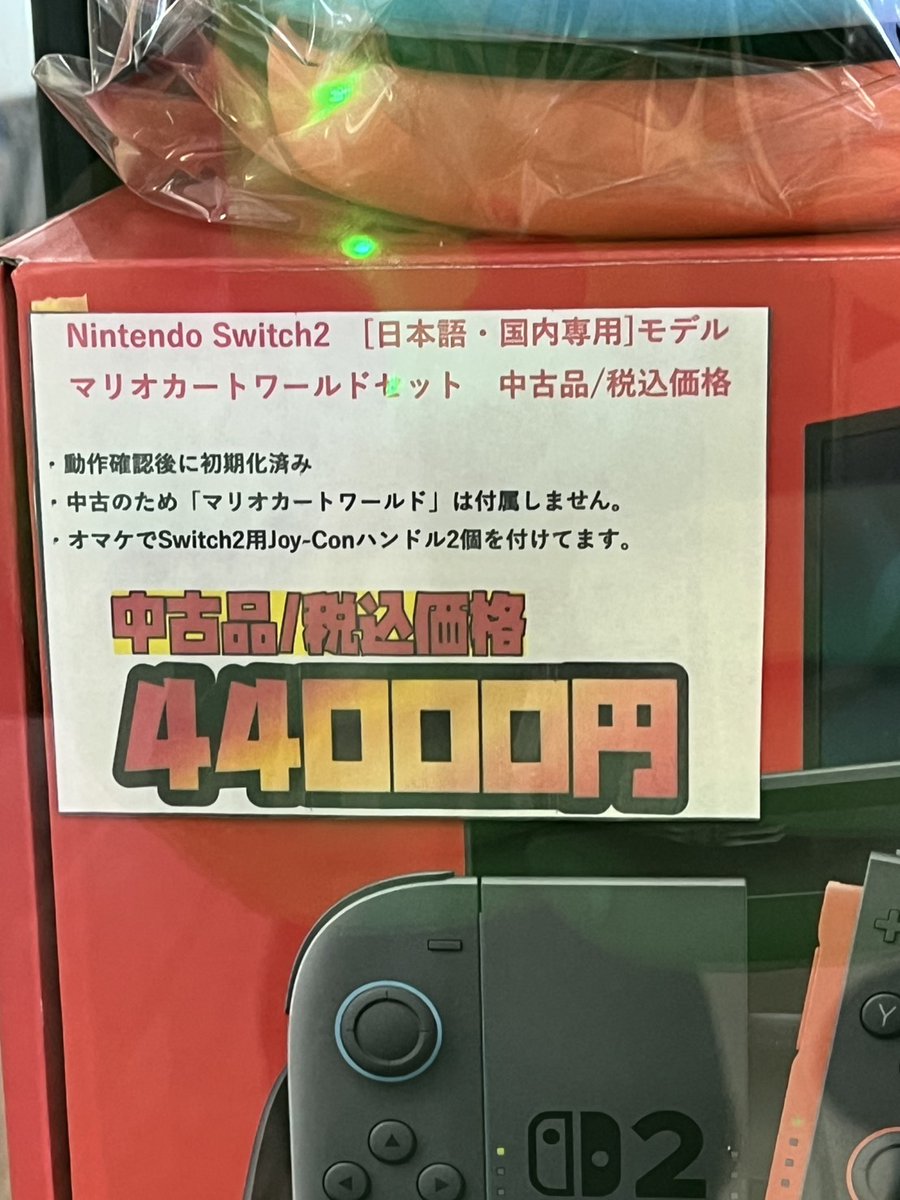 Nintendo Switch2 [日本語・国内専用]モデル
マリオカートワールドセット 中古品/税込価格
・動作確認後に初期化済み
・中古のため「マリオカートワールド」は付属しません。
・オマケでSwitch2用Joy-Conハンドル2個を付けてます。
中古品/税込価格
44000円
Y
2